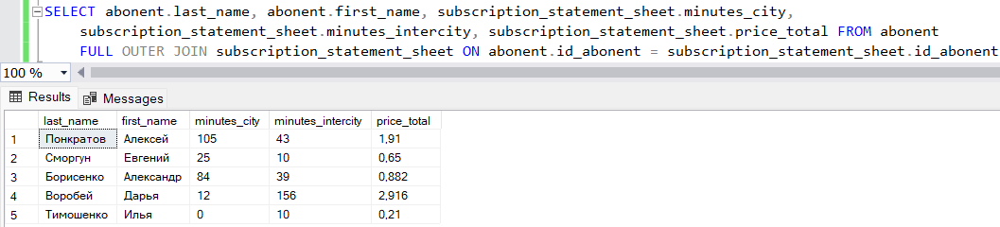 SELECT abonent.last_name, abonent.first_name, subscription_statement_sheet.minutes_city,
subscription_statement_sheet.minutes_intercity, subscription_statement_sheet.price_total FROM abonent
FULL OUTER JOIN subscription_statement_sheet ON abonent.id_abonent = subscription_statement_sheet.id_abonent
100 %
Results Messages
last_name first_name minutes_city minutes_intercity price_total
1 Понкратов Алексей 105 43 1,91
2 Сморгун Евгений 25 10 0,65
3 Борисенко Александр 84 39 0,882
4 Воробей Дарья 12 156 2,916
5 Тимошенко Илья 0 10 0,21